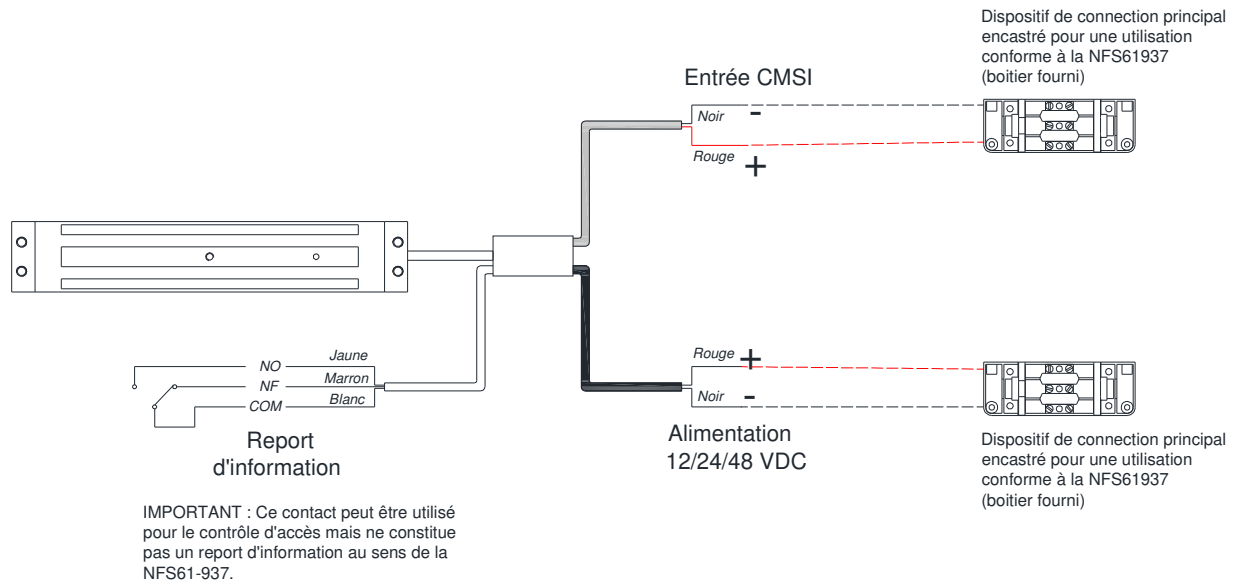 Dispositif de connection principal
encastré pour une utilisation
conforme à la NFS61937
(boitier fourni)
Entrée CMSI
Noir -
Rouge +
Rouge +
Noir -
Alimentation
12/24/48 VDC
Dispositif de connection principal
encastré pour une utilisation
conforme à la NFS61937
(boitier fourni)
NO Jaune
NF Marron
COM Blanc
Report
d'information
IMPORTANT : Ce contact peut être utilisé
pour le contrôle d'accès mais ne constitue
pas un report d'information au sens de la
NFS61-937.